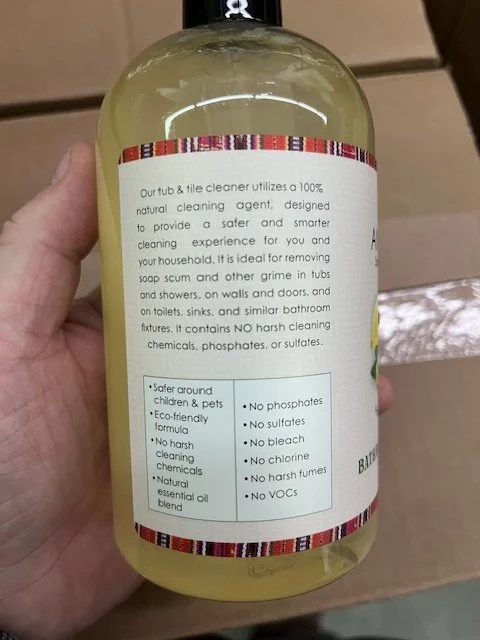 Our tub & tile cleaner utilizes a 100%
natural cleaning agent, designed
to provide a safer and smarter
cleaning experience for you and
your household. It is ideal for removing
soap scum and other grime in tubs
and showers, on walls and doors, and
on toilets, sinks, and similar bathroom
fixtures. It contains NO harsh cleaning
chemicals, phosphates, or sulfates.
•Safer around
children & pets
•Eco-friendly
formula
•No harsh
cleaning
chemicals
•Natural
essential oil
blend
•No phosphates
•No sulfates
•No bleach
•No chlorine
•No harsh fumes
•No VOCs